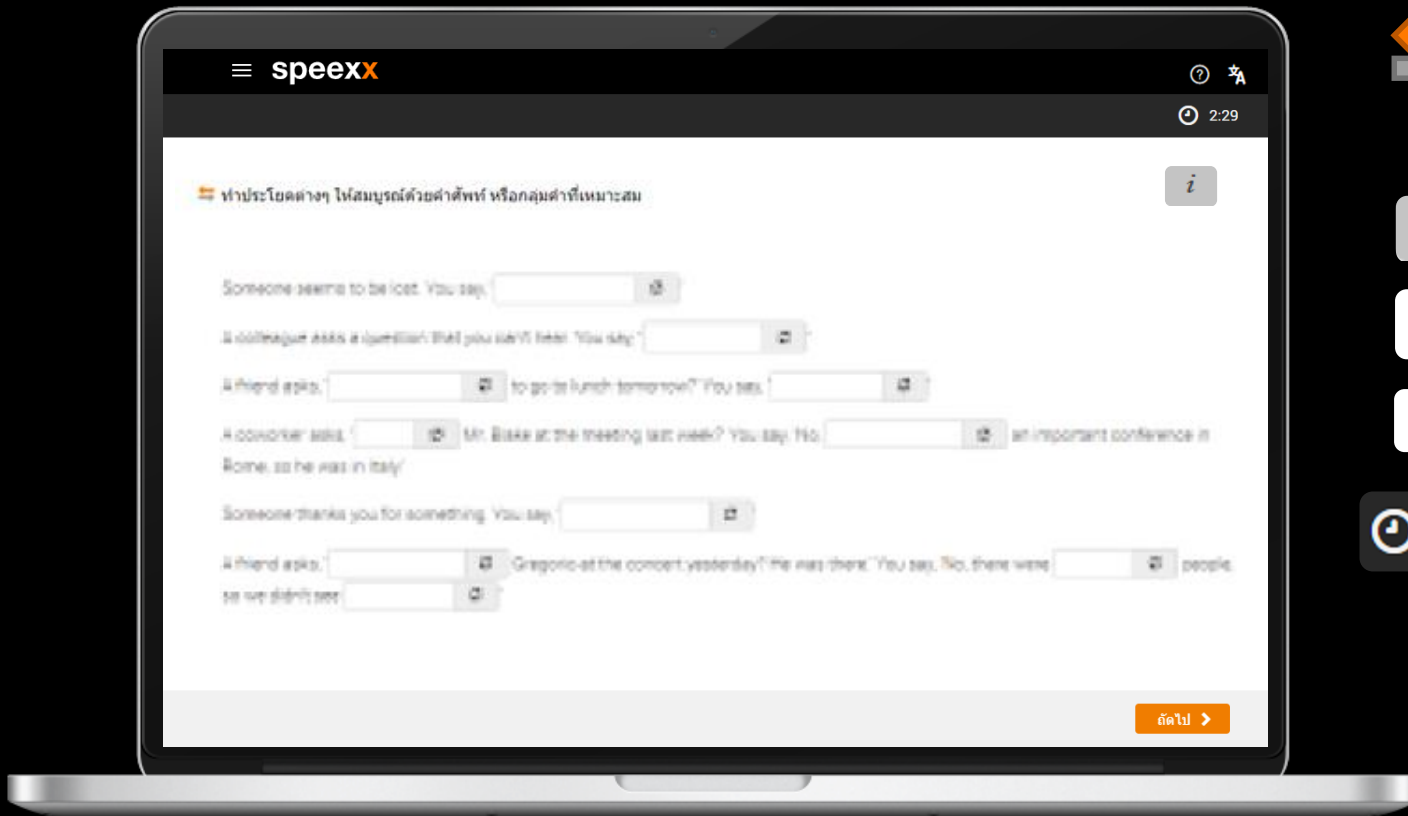 speexx
2:29
ทำประโยคต่างๆ ให้สมบูรณ์ด้วยคำศัพท์ หรือกลุ่มคำที่เหมาะสม
i
Someone seems to be lost. You say, "
A colleague asks a question that you can't hear. You say, " "
A friend asks, " to go to lunch tomorrow?" You say, " "
A coworker asks, " Mr. Blake at the meeting last week? You say, No, an important conference in
Rome, so he was in Italy."
Someone thanks you for something. You say, " "
A friend asks, " Gregorio at the concert yesterday? He was there." You say, "No, there were people,
so we didn't see "
ถัดไป